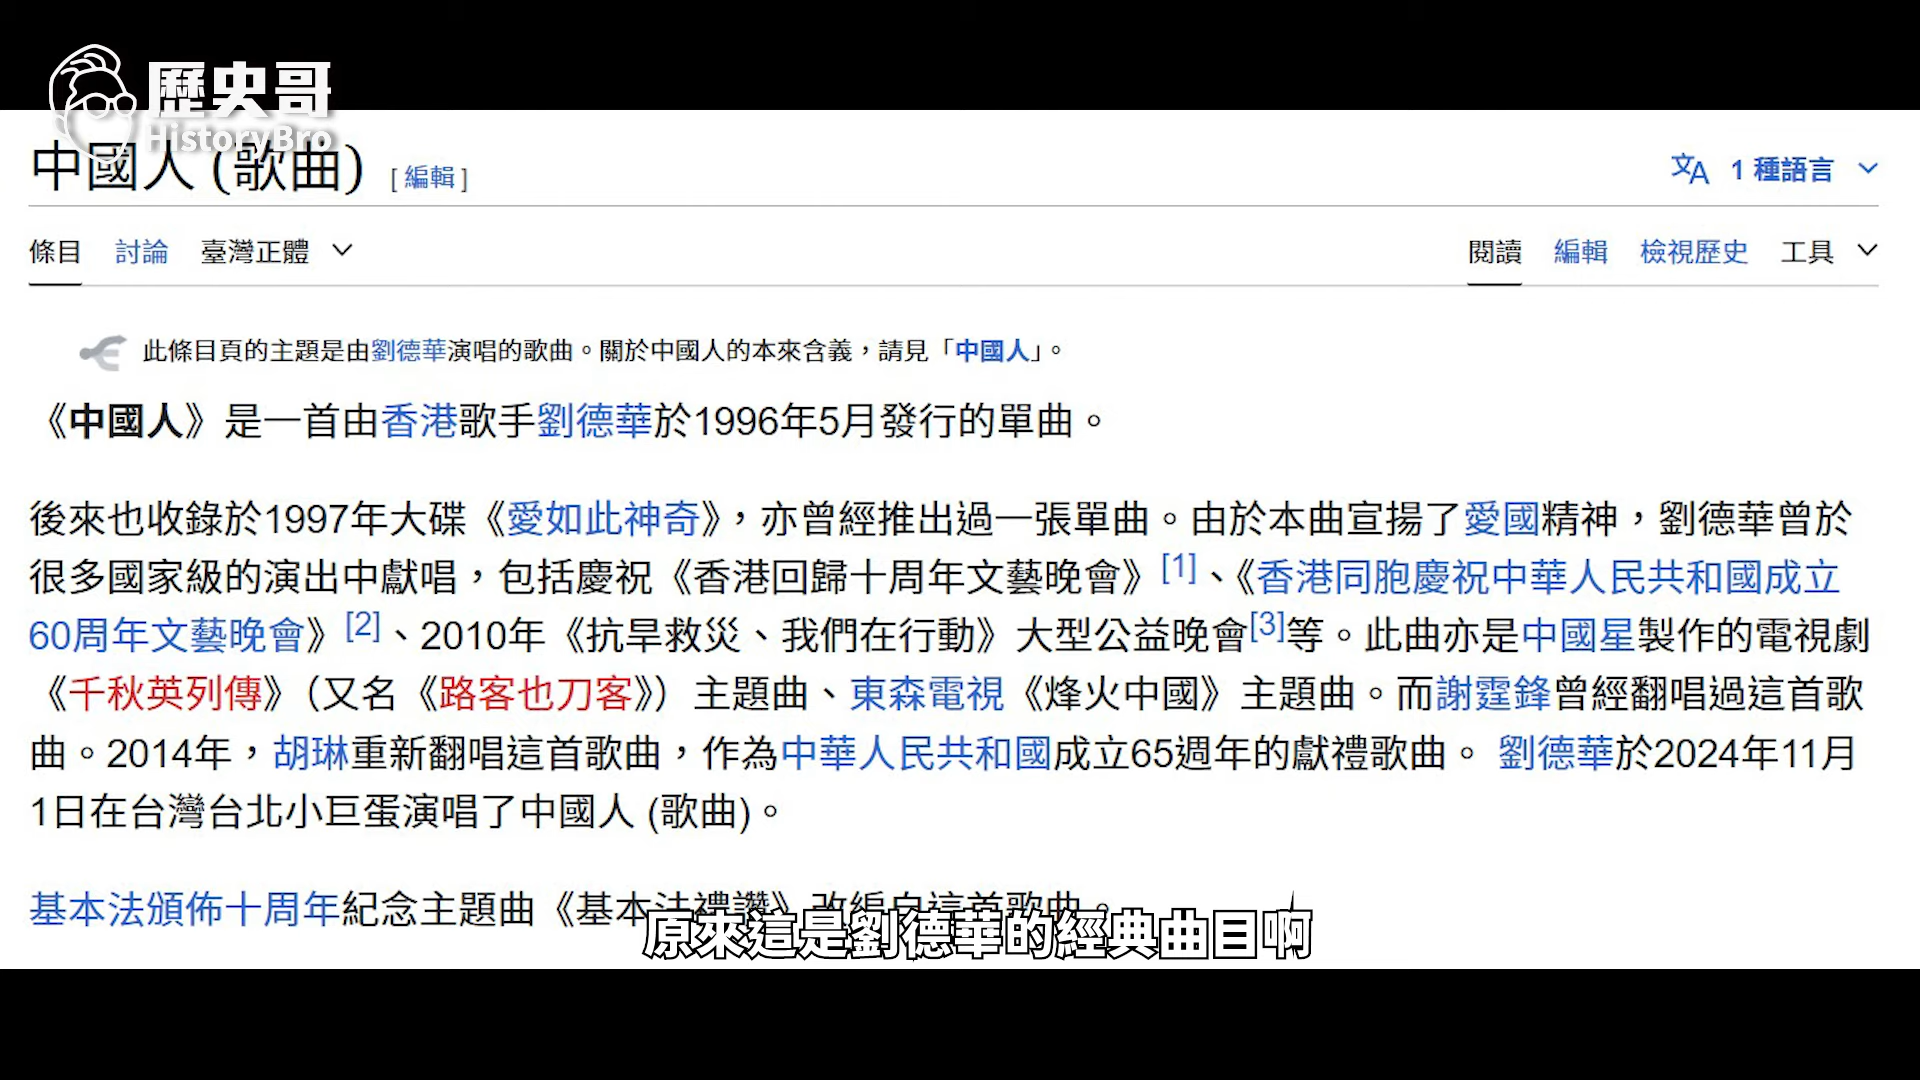 歷史哥
HistoryBro
中國人 (歌曲) [ 編輯 ]
文A 1 種語言
條目 討論 臺灣正體
閱讀 編輯 檢視歷史 工具
此條目頁的主題是由劉德華演唱的歌曲。關於中國人的本來含義，請見「中國人」。
《中國人》是一首由香港歌手劉德華於1996年5月發行的單曲。
後來也收錄於1997年大碟《愛如此神奇》，亦曾經推出過一張單曲。由於本曲宣揚了愛國精神，劉德華曾於
很多國家級的演出中獻唱，包括慶祝《香港回歸十周年文藝晚會》[1]、《香港同胞慶祝中華人民共和國成立
60周年文藝晚會》[2]、2010年《抗旱救災、我們在行動》大型公益晚會[3]等。此曲亦是中國星製作的電視劇
《千秋英列傳》（又名《路客也刀客》）主題曲、東森電視《烽火中國》主題曲。而謝霆鋒曾經翻唱過這首歌
曲。2014年，胡琳重新翻唱這首歌曲，作為中華人民共和國成立65週年的獻禮歌曲。 劉德華於2024年11月
1日在台灣台北小巨蛋演唱了中國人 (歌曲)。
基本法頒佈十周年紀念主題曲《基本法禮讚》改編自這首歌曲。
原來這是劉德華的經典曲目啊